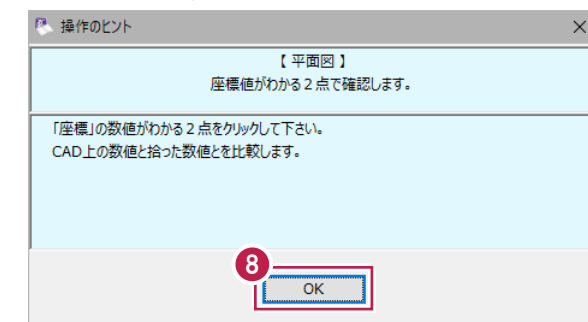 操作のヒント
【 平面図 】
座標値がわかる２点で確認します。
「座標」の数値がわかる２点をクリックして下さい。
CAD上の数値と拾った数値とを比較します。
8
OK